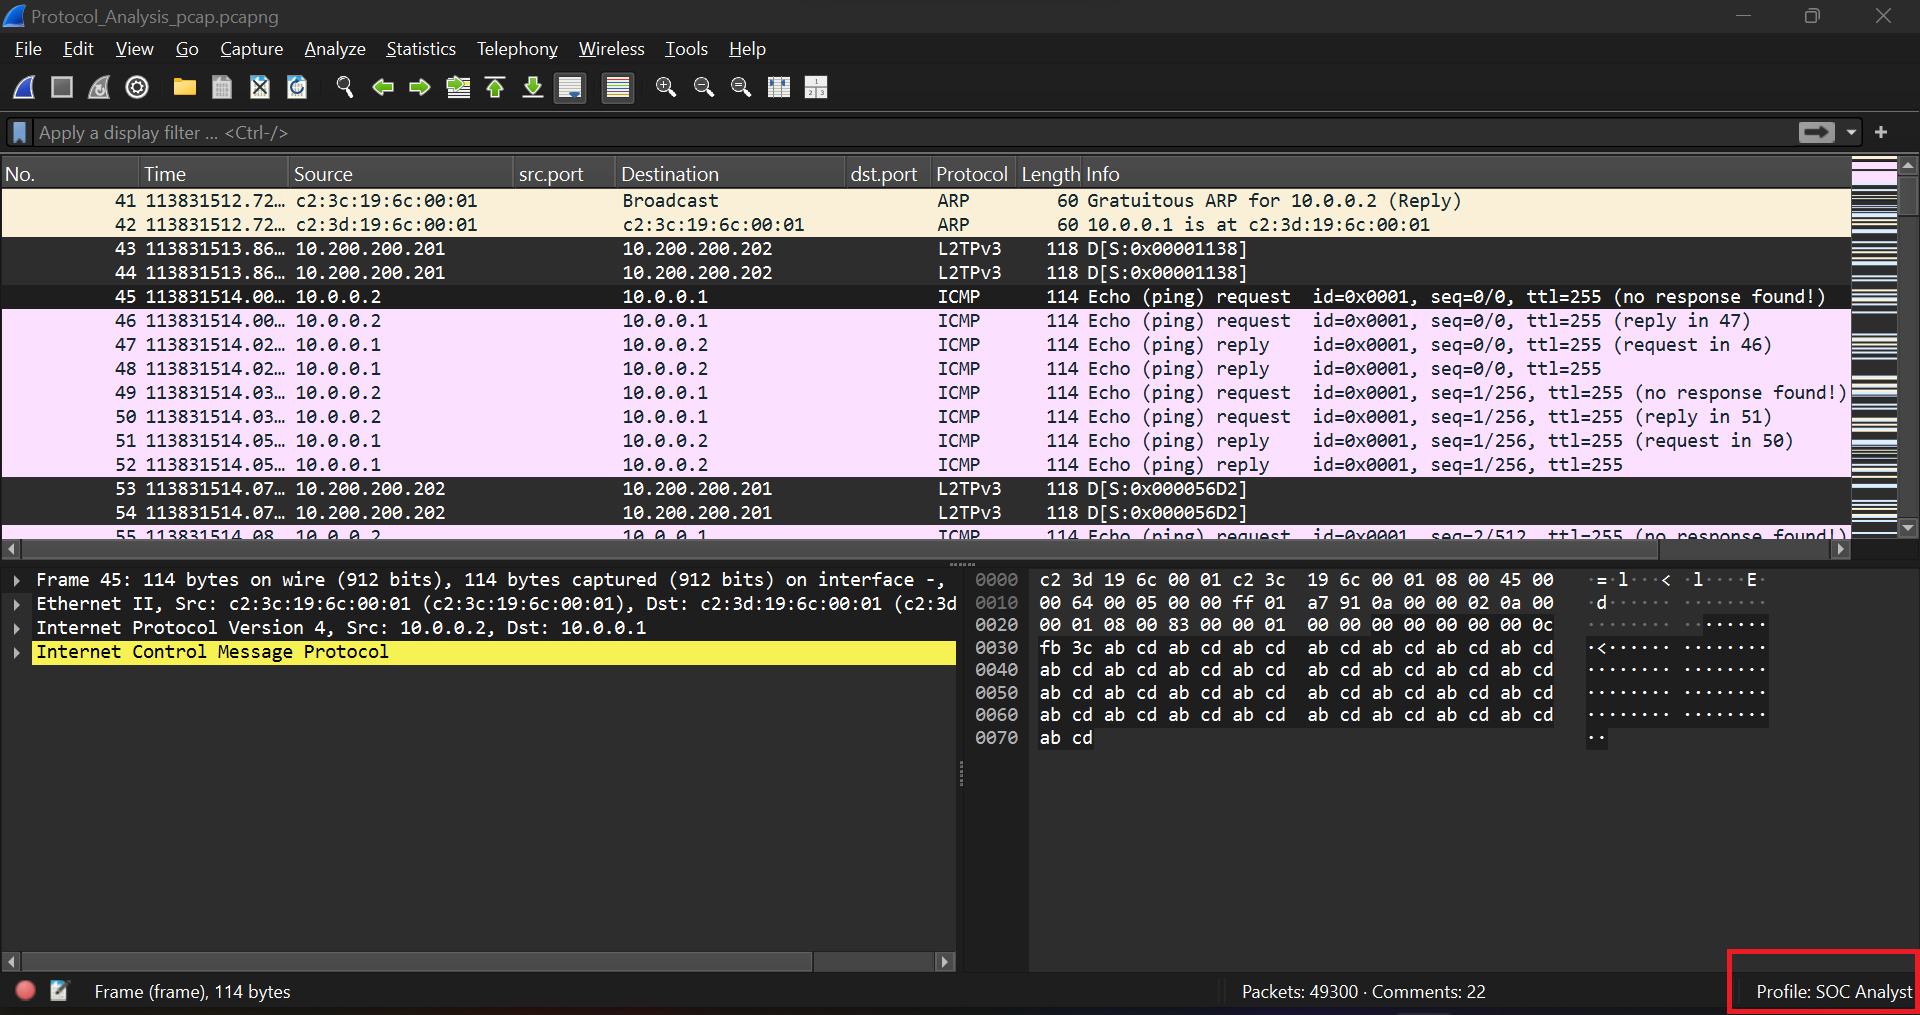 Protocol_Analysis_pcap.pcapng
File Edit View Go Capture Analyze Statistics Telephony Wireless Tools Help
Apply a display filter ... <Ctrl-/>
No. Time Source src.port Destination dst.port Protocol Length Info
41 113831512.72… c2:3c:19:6c:00:01 Broadcast ARP 60 Gratuitous ARP for 10.0.0.2 (Reply)
42 113831512.72… c2:3d:19:6c:00:01 c2:3c:19:6c:00:01 ARP 60 10.0.0.1 is at c2:3d:19:6c:00:01
43 113831513.86… 10.200.200.201 10.200.200.202 L2TPv3 118 D[S:0x00001138]
44 113831513.86… 10.200.200.201 10.200.200.202 L2TPv3 118 D[S:0x00001138]
45 113831514.00… 10.0.0.2 10.0.0.1 ICMP 114 Echo (ping) request id=0x0001, seq=0/0, ttl=255 (no response found!)
46 113831514.00… 10.0.0.2 10.0.0.1 ICMP 114 Echo (ping) request id=0x0001, seq=0/0, ttl=255 (reply in 47)
47 113831514.02… 10.0.0.1 10.0.0.2 ICMP 114 Echo (ping) reply id=0x0001, seq=0/0, ttl=255 (request in 46)
48 113831514.02… 10.0.0.1 10.0.0.2 ICMP 114 Echo (ping) reply id=0x0001, seq=0/0, ttl=255
49 113831514.03… 10.0.0.2 10.0.0.1 ICMP 114 Echo (ping) request id=0x0001, seq=1/256, ttl=255 (no response found!)
50 113831514.03… 10.0.0.2 10.0.0.1 ICMP 114 Echo (ping) request id=0x0001, seq=1/256, ttl=255 (reply in 51)
51 113831514.05… 10.0.0.1 10.0.0.2 ICMP 114 Echo (ping) reply id=0x0001, seq=1/256, ttl=255 (request in 50)
52 113831514.05… 10.0.0.1 10.0.0.2 ICMP 114 Echo (ping) reply id=0x0001, seq=1/256, ttl=255
53 113831514.07… 10.200.200.202 10.200.200.201 L2TPv3 118 D[S:0x000056D2]
54 113831514.07… 10.200.200.202 10.200.200.201 L2TPv3 118 D[S:0x000056D2]
55 113831514.08… 10.0.0.2 10.0.0.1 ICMP 114 Echo (ping) request id=0x0001, seq=2/512, ttl=255 (no response found!)
Frame 45: 114 bytes on wire (912 bits), 114 bytes captured (912 bits) on interface -,
Ethernet II, Src: c2:3c:19:6c:00:01 (c2:3c:19:6c:00:01), Dst: c2:3d:19:6c:00:01 (c2:3d
Internet Protocol Version 4, Src: 10.0.0.2, Dst: 10.0.0.1
Internet Control Message Protocol
0000 c2 3d 19 6c 00 01 c2 3c 19 6c 00 01 08 00 45 00 ·=·l···< ·l····E·
0010 00 64 00 05 00 00 ff 01 a7 91 0a 00 00 02 0a 00 ·d······ ········
0020 00 01 08 00 83 00 00 01 00 00 00 00 00 00 00 0c ········ ········
0030 fb 3c ab cd ab cd ab cd ab cd ab cd ab cd ab cd ·<······ ········
0040 ab cd ab cd ab cd ab cd ab cd ab cd ab cd ab cd ········ ········
0050 ab cd ab cd ab cd ab cd ab cd ab cd ab cd ab cd ········ ········
0060 ab cd ab cd ab cd ab cd ab cd ab cd ab cd ab cd ········ ········
0070 ab cd ··
Frame (frame), 114 bytes
Packets: 49300 · Comments: 22
Profile: SOC Analyst